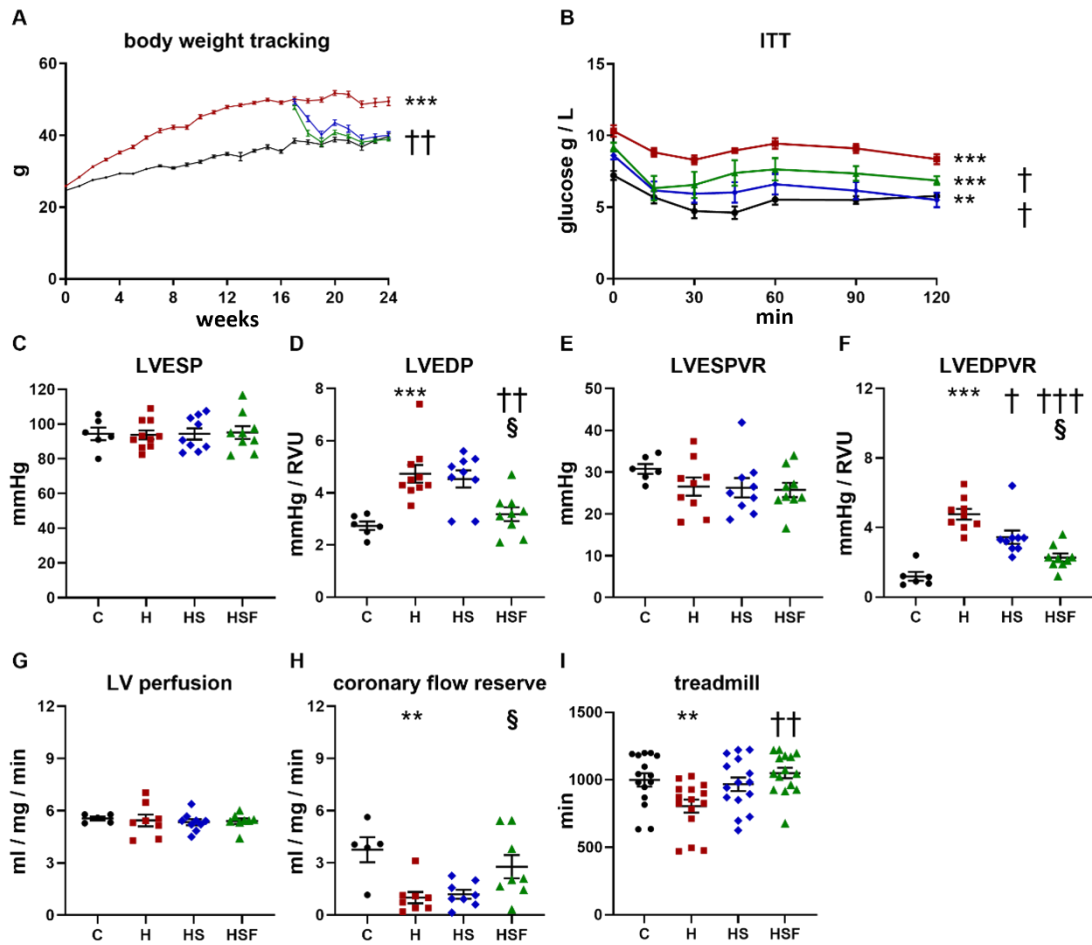 A
body weight tracking
60
40
20
0
g
0 4 8 12 16 20 24
weeks
***
††
B
ITT
15
10
5
0
glucose g / L
0 30 60 90 120
min
***
***
**
†
†
C
LVESP
120
100
80
60
40
20
0
mmHg
C H HS HSF
D
LVEDP
8
6
4
2
0
mmHg / RVU
***
††
§
C H HS HSF
E
LVESPVR
50
40
30
20
10
0
mmHg
C H HS HSF
F
LVEDPVR
12
8
4
0
mmHg / RVU
***
†
†††
§
C H HS HSF
G
LV perfusion
12
9
6
3
0
ml / mg / min
C H HS HSF
H
coronary flow reserve
12
9
6
3
0
ml / mg / min
**
§
C H HS HSF
I
treadmill
1500
1000
500
0
min
**
††
C H HS HSF